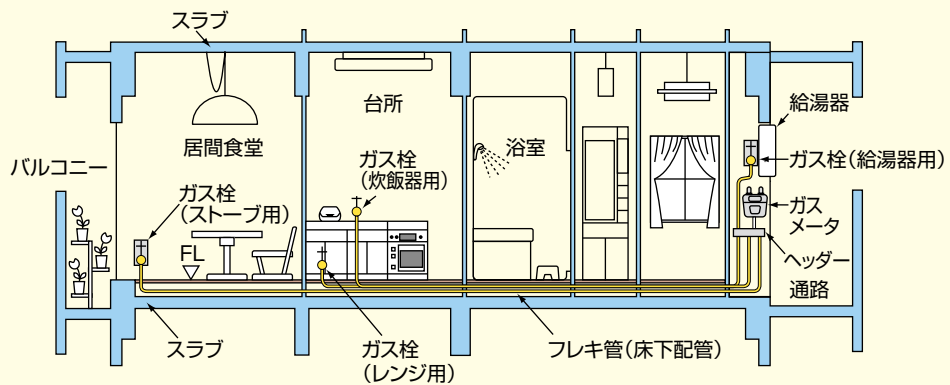 スラブ
台所
給湯器
居間食堂
浴室
バルコニー
ガス栓
(炊飯器用)
ガス栓(給湯器用)
ガス栓
(ストーブ用)
ガス
メータ
FL
ヘッダー
通路
スラブ
ガス栓
(レンジ用)
フレキ管(床下配管)